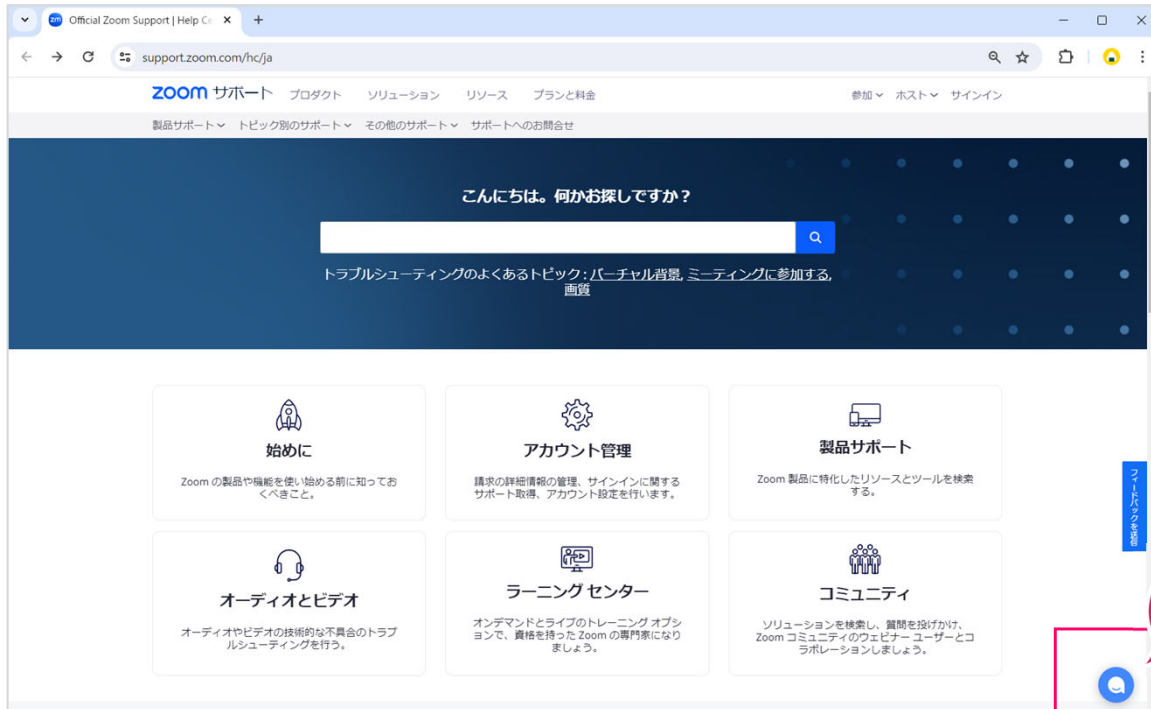 zm Official Zoom Support | Help Ce
support.zoom.com/hc/ja
zoom サポート プロダクト ソリューション リソース プランと料金 参加 ホスト サインイン
製品サポート トピック別のサポート その他のサポート サポートへのお問合せ
こんにちは。何かお探しですか？
トラブルシューティングのよくあるトピック: バーチャル背景, ミーティングに参加する,
画質
始めに
Zoom の製品や機能を使い始める前に知ってお
くべきこと。
アカウント管理
請求の詳細情報の管理、サインインに関する
サポート取得、アカウント設定を行います。
製品サポート
Zoom 製品に特化したリソースとツールを検索
する。
フィードバックを送信
オーディオとビデオ
オーディオやビデオの技術的な不具合のトラブ
ルシューティングを行う。
ラーニング センター
オンデマンドとライブのトレーニング オプシ
ョンで、資格を持った Zoom の専門家になり
ましょう。
コミュニティ
ソリューションを検索し、質問を投げかけ、
Zoom コミュニティのウェビナー ユーザーとコ
ラボレーションしましょう。